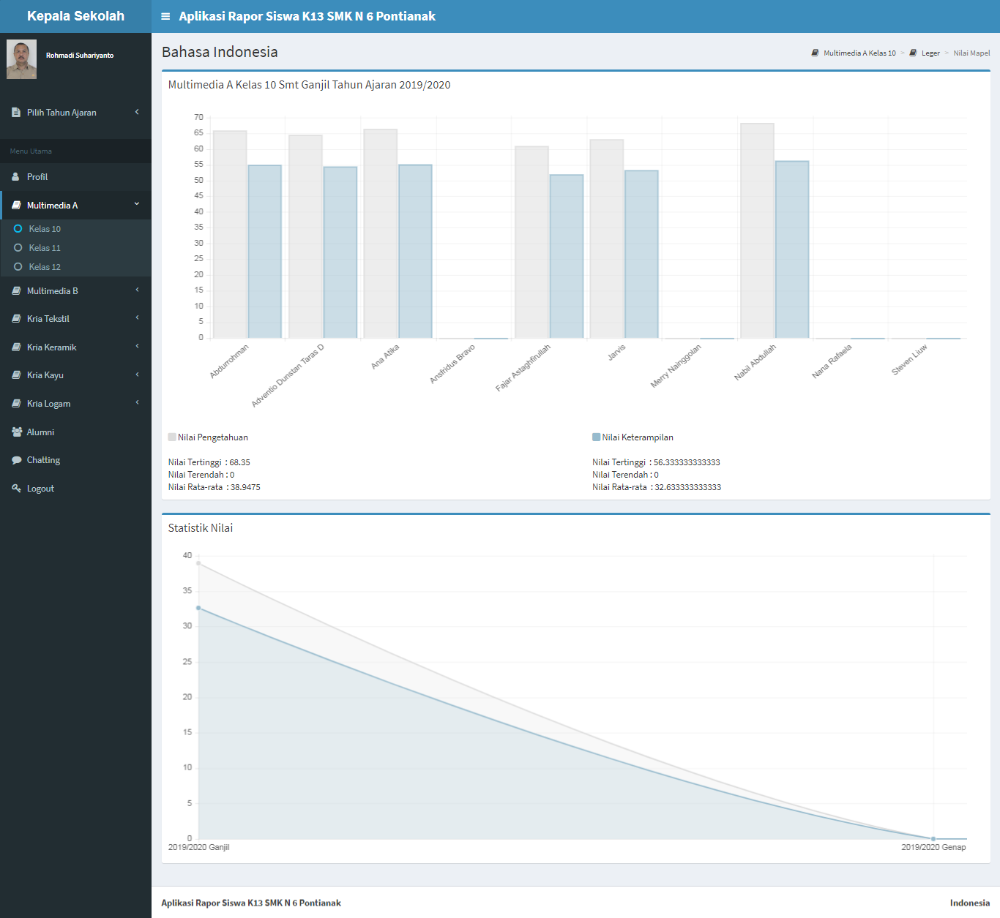 Kepala Sekolah
Aplikasi Rapor Siswa K13 SMK N 6 Pontianak
Rohmadi Suhariyanto
Pilih Tahun Ajaran
Menu Utama
Profil
Multimedia A
Kelas 10
Kelas 11
Kelas 12
Multimedia B
Kria Tekstil
Kria Keramik
Kria Kayu
Kria Logam
Alumni
Chatting
Logout
Bahasa Indonesia
Multimedia A Kelas 10 > Leger > Nilai Mapel
Multimedia A Kelas 10 Smt Ganjil Tahun Ajaran 2019/2020
70
65
60
55
50
45
40
35
30
25
20
15
10
5
0
Abdurrohman
Adventio Dunstan Taras D
Ana Atika
Ansfridus Bravo
Fajar Astaghfirullah
Jarvis
Merry Nainggolan
Nabil Abdullah
Nana Rafaela
Steven Liuw
Nilai Pengetahuan
Nilai Tertinggi : 68.35
Nilai Terendah : 0
Nilai Rata-rata : 38.9475
Nilai Keterampilan
Nilai Tertinggi : 56.333333333333
Nilai Terendah : 0
Nilai Rata-rata : 32.633333333333
Statistik Nilai
40
35
30
25
20
15
10
5
0
2019/2020 Ganjil
2019/2020 Genap
Aplikasi Rapor Siswa K13 SMK N 6 Pontianak
Indonesia